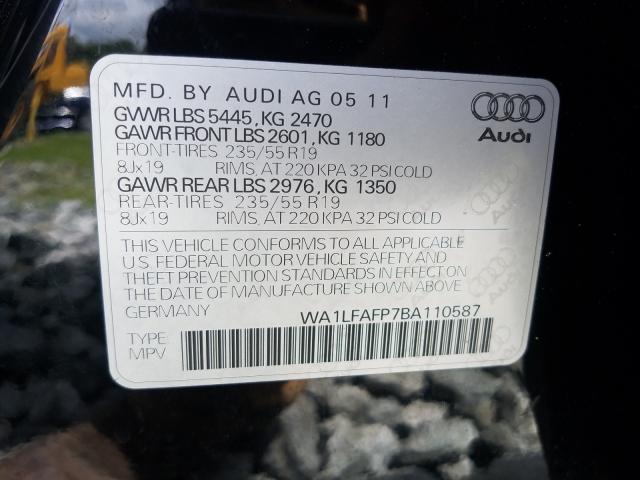 MFD. BY AUDI AG 05 11
GVWR LBS 5445, KG 2470
GAWR FRONT LBS 2601, KG 1180
FRONT-TIRES 235/55 R19
8Jx19 RIMS, AT 220 KPA 32 PSI COLD
GAWR REAR LBS 2976, KG 1350
REAR-TIRES 235/55 R19
8Jx19 RIMS, AT 220 KPA 32 PSI COLD
THIS VEHICLE CONFORMS TO ALL APPLICABLE
U.S. FEDERAL MOTOR VEHICLE SAFETY AND
THEFT PREVENTION STANDARDS IN EFFECT ON
THE DATE OF MANUFACTURE SHOWN ABOVE
GERMANY WA1LFAFP7BA110587
TYPE:
MPV
Audi
Audi
Audi